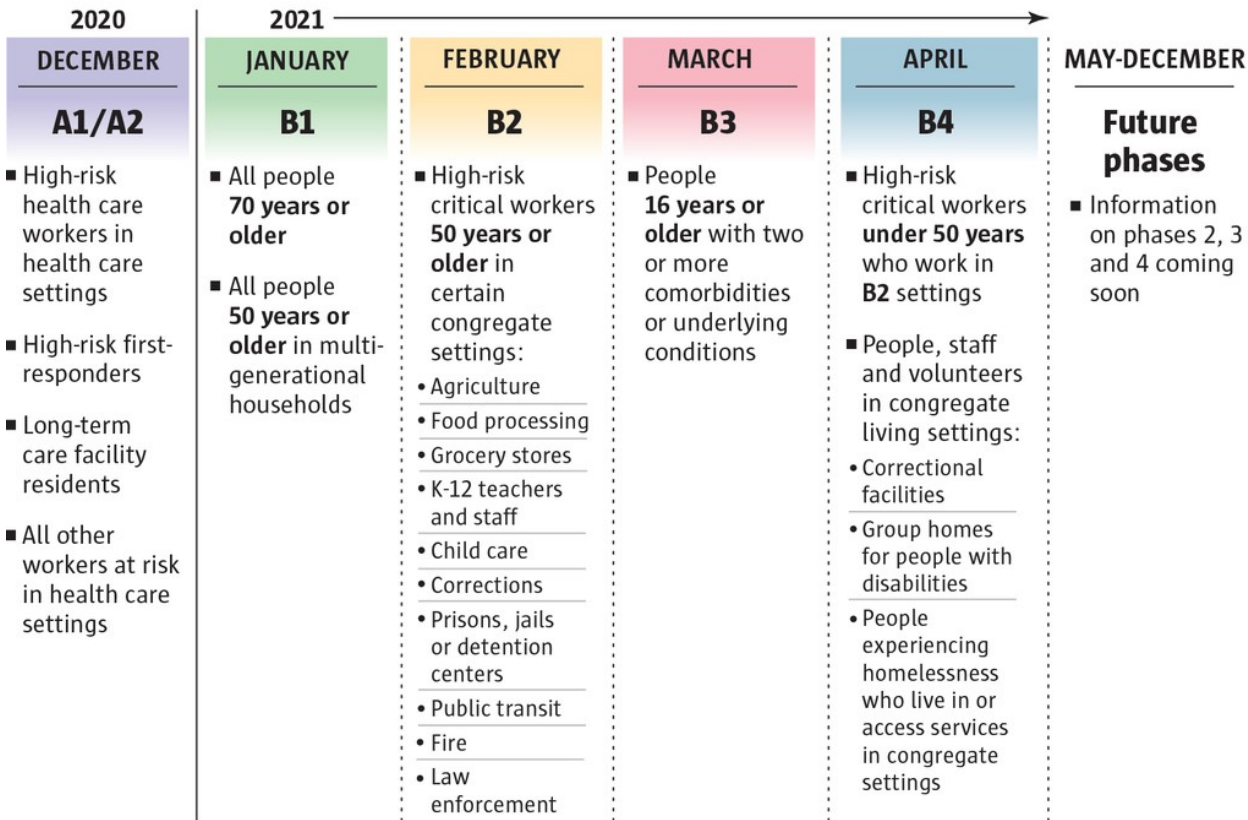 2020
2021
DECEMBER
A1/A2
■ High-risk
health care
workers in
health care
settings
■ High-risk first-
responders
■ Long-term
care facility
residents
■ All other
workers at risk
in health care
settings
JANUARY
B1
■ All people
70 years or
older
■ All people
50 years or
older in multi-
generational
households
FEBRUARY
B2
■ High-risk
critical workers
50 years or
older in
certain
congregate
settings:
• Agriculture
• Food processing
• Grocery stores
• K-12 teachers
and staff
• Child care
• Corrections
• Prisons, jails
or detention
centers
• Public transit
• Fire
• Law
enforcement
MARCH
B3
■ People
16 years or
older with two
or more
comorbidities
or underlying
conditions
APRIL
B4
■ High-risk
critical workers
under 50 years
who work in
B2 settings
■ People, staff
and volunteers
in congregate
living settings:
• Correctional
facilities
• Group homes
for people with
disabilities
• People
experiencing
homelessness
who live in or
access services
in congregate
settings
MAY-DECEMBER
Future
phases
■ Information
on phases 2, 3
and 4 coming
soon